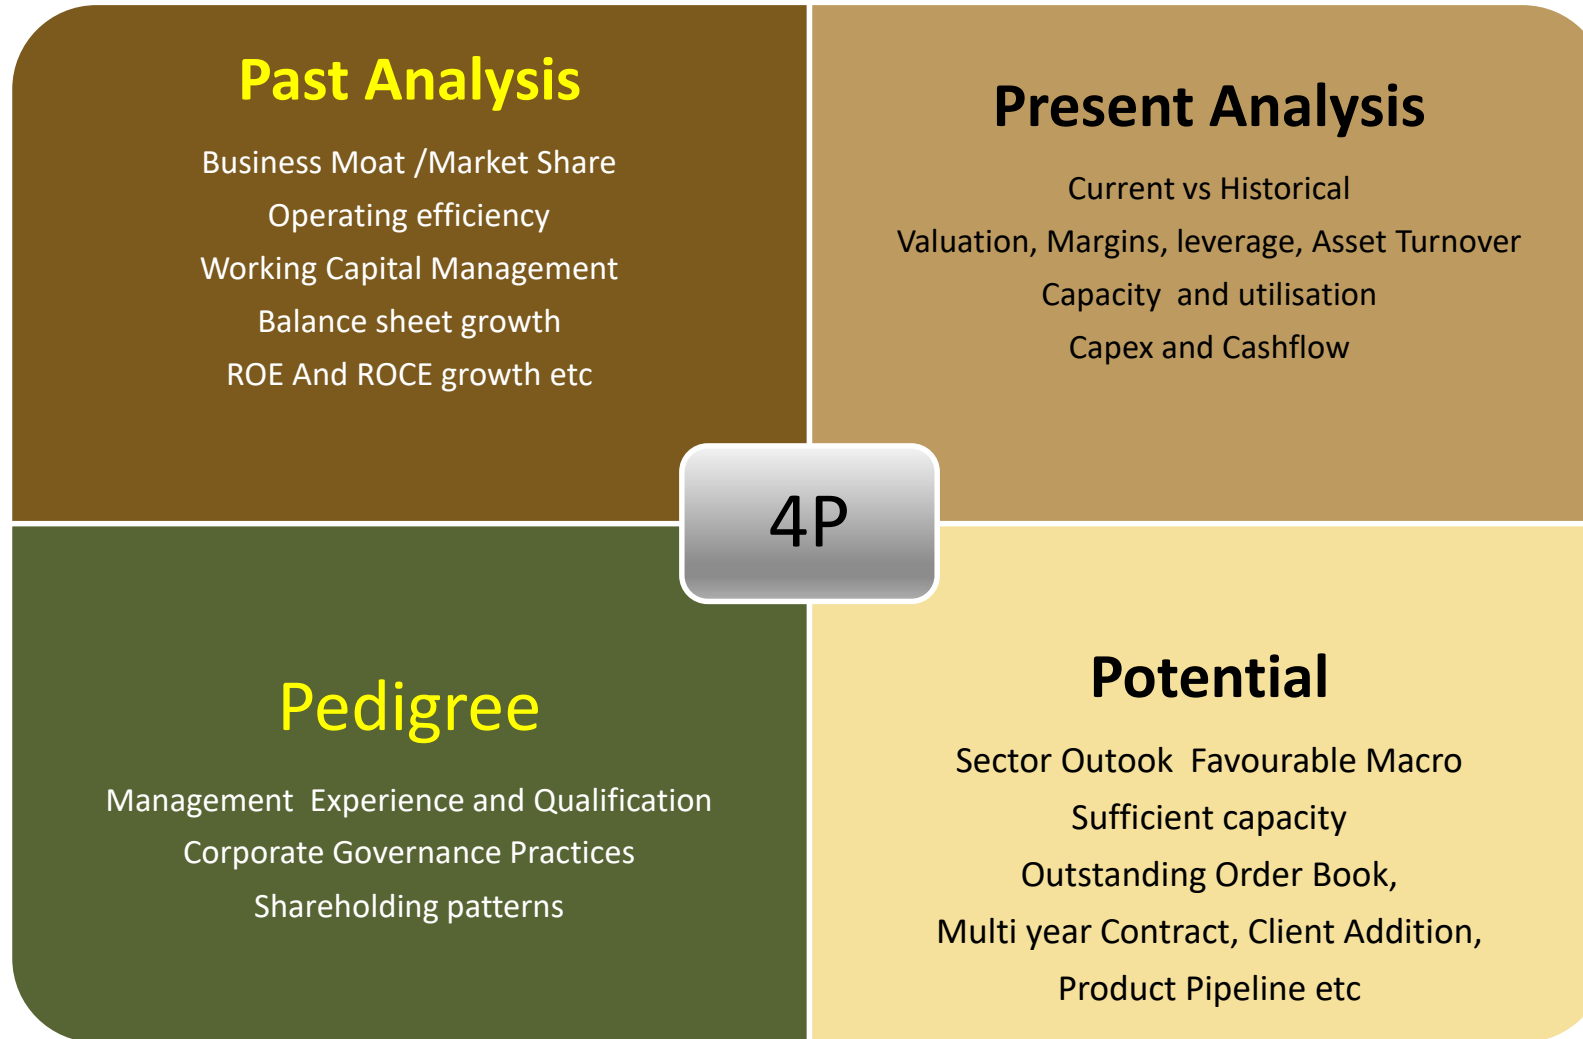 Past Analysis
Business Moat /Market Share
Operating efficiency
Working Capital Management
Balance sheet growth
ROE And ROCE growth etc
Present Analysis
Current vs Historical
Valuation, Margins, leverage, Asset Turnover
Capacity  and utilisation
Capex and Cashflow
4P
Pedigree
Management  Experience and Qualification
Corporate Governance Practices
Shareholding patterns
Potential
Sector Outook  Favourable Macro
Sufficient capacity
Outstanding Order Book,
Multi year Contract, Client Addition,
Product Pipeline etc